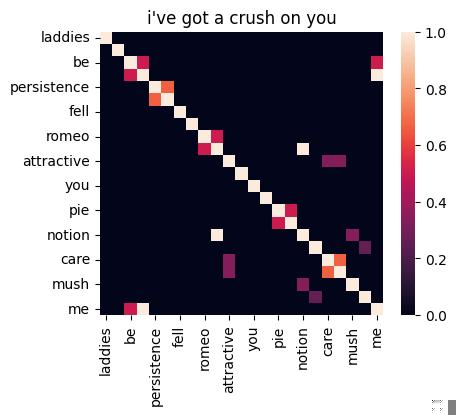 i've got a crush on you
laddies
be
persistence
fell
romeo
attractive
you
pie
notion
care
mush
me
1.0
0.8
0.6
0.4
0.2
0.0
laddies
be
persistence
fell
romeo
attractive
you
pie
notion
care
mush
me